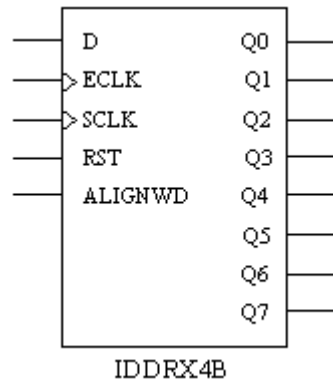 D Q0
ECLK Q1
SCLK Q2
RST Q3
ALIGNWD Q4
Q5
Q6
Q7
IDDRX4B